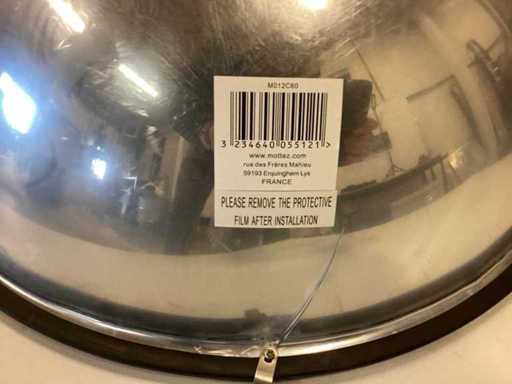 M012C60
3 234640 055121 >
www.mottez.com
rue des Frères Mahieu
59193 Erquinghem Lys
FRANCE
PLEASE REMOVE THE PROTECTIVE
FILM AFTER INSTALLATION